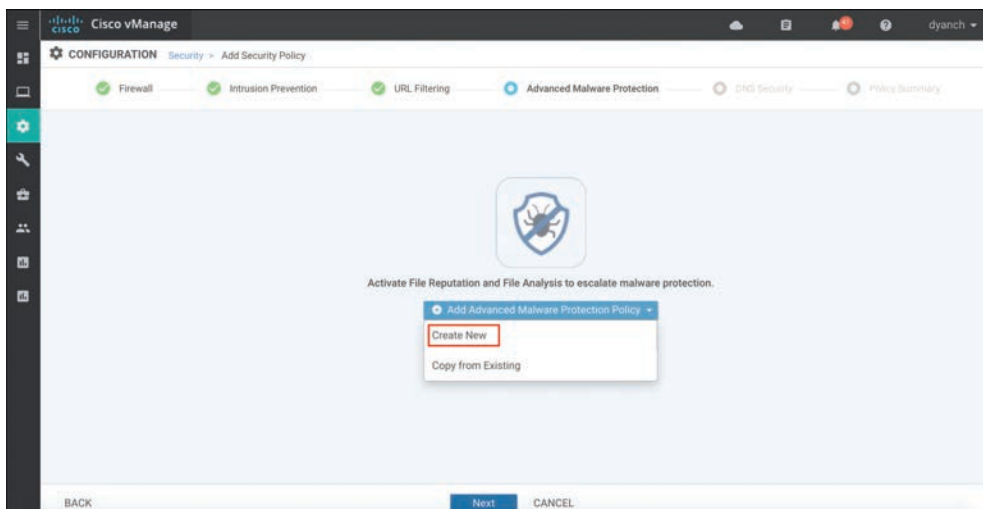 CISCO Cisco vManage dyanch
CONFIGURATION Security > Add Security Policy
Firewall Intrusion Prevention URL Filtering Advanced Malware Protection DNS Security Policy Summary
Activate File Reputation and File Analysis to escalate malware protection.
Add Advanced Malware Protection Policy
Create New
Copy from Existing
BACK Next CANCEL